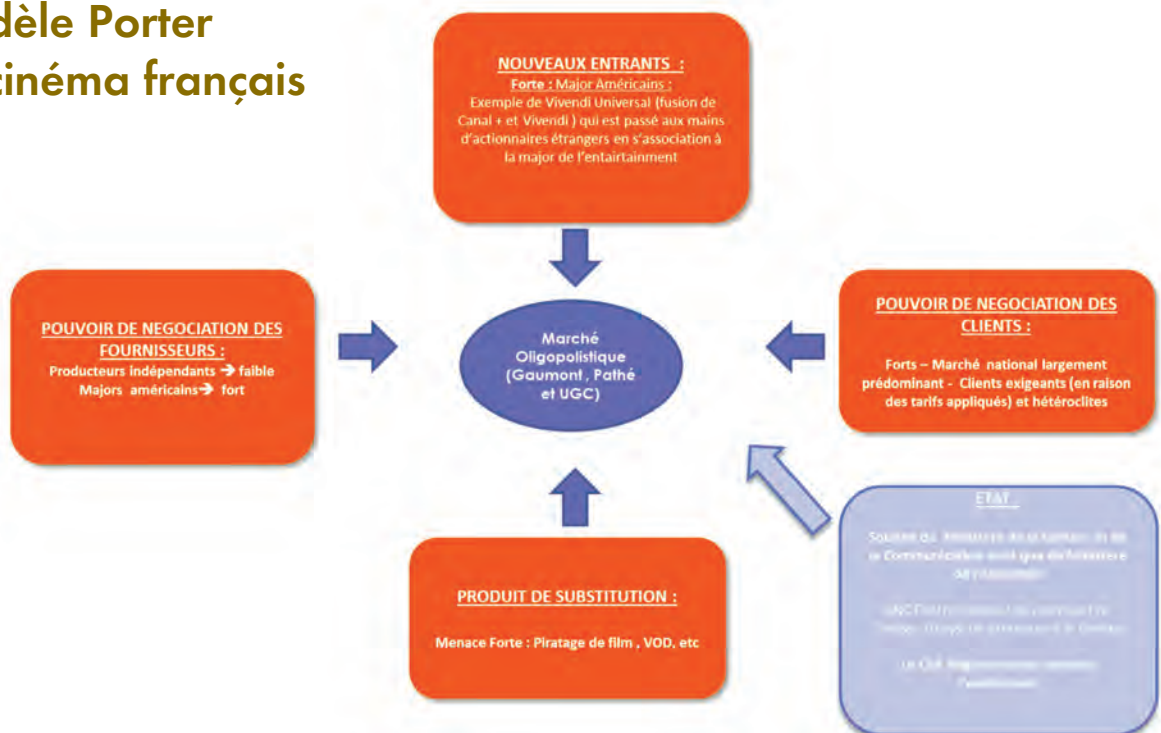 dèle Porter
cinéma français
NOUVEAUX ENTRANTS :
Forte : Major Américains :
Exemple de Vivendi Universal (fusion de
Canal + et Vivendi ) qui est passé aux mains
d'actionnaires étrangers en s'association à
la major de l'entairtainment
POUVOIR DE NEGOCIATION DES
FOURNISSEURS :
Producteurs indépendants ➔ faible
Majors américains➔ fort
Marché
Oligopolistique
(Gaumont , Pathé
et UGC)
POUVOIR DE NEGOCIATION DES
CLIENTS :
Forts – Marché national largement
prédominant - Clients exigeants (en raison
des tarifs appliqués) et hétéroclites
PRODUIT DE SUBSTITUTION :
Menace Forte : Piratage de film , VOD, etc
ETAT
la Communication